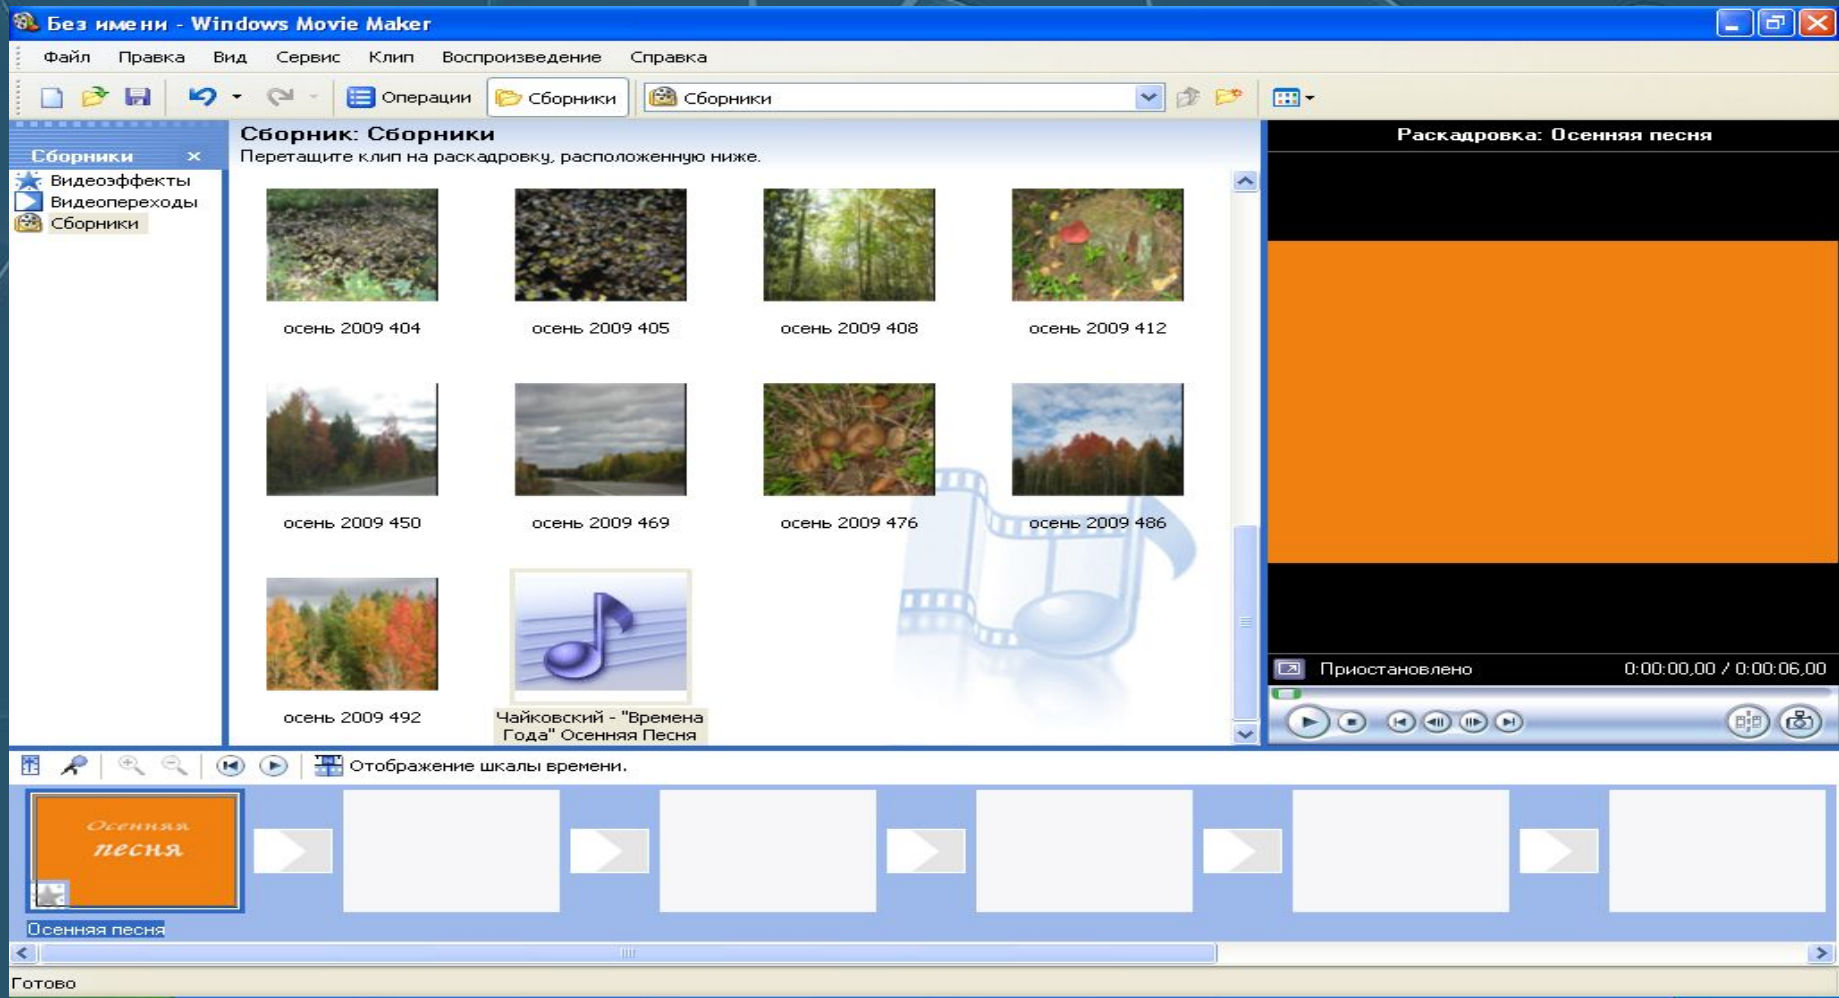 Без имени - Windows Movie Maker
Файл Правка Вид Сервис Клип Воспроизведение Справка
Операции Сборники Сборники
Сборники
Видеоэффекты
Видеопереходы
Сборники
Сборник: Сборники
Перетащите клип на раскадровку, расположенную ниже.
осень 2009 404 осень 2009 405 осень 2009 408 осень 2009 412
осень 2009 450 осень 2009 469 осень 2009 476 осень 2009 486
осень 2009 492 Чайковский - "Времена
Года" Осенняя Песня
Раскадровка: Осенняя песня
Приостановлено 0:00:00,00 / 0:00:06,00
Отображение шкалы времени.
Осенняя
песня
Осенняя песня
Готово